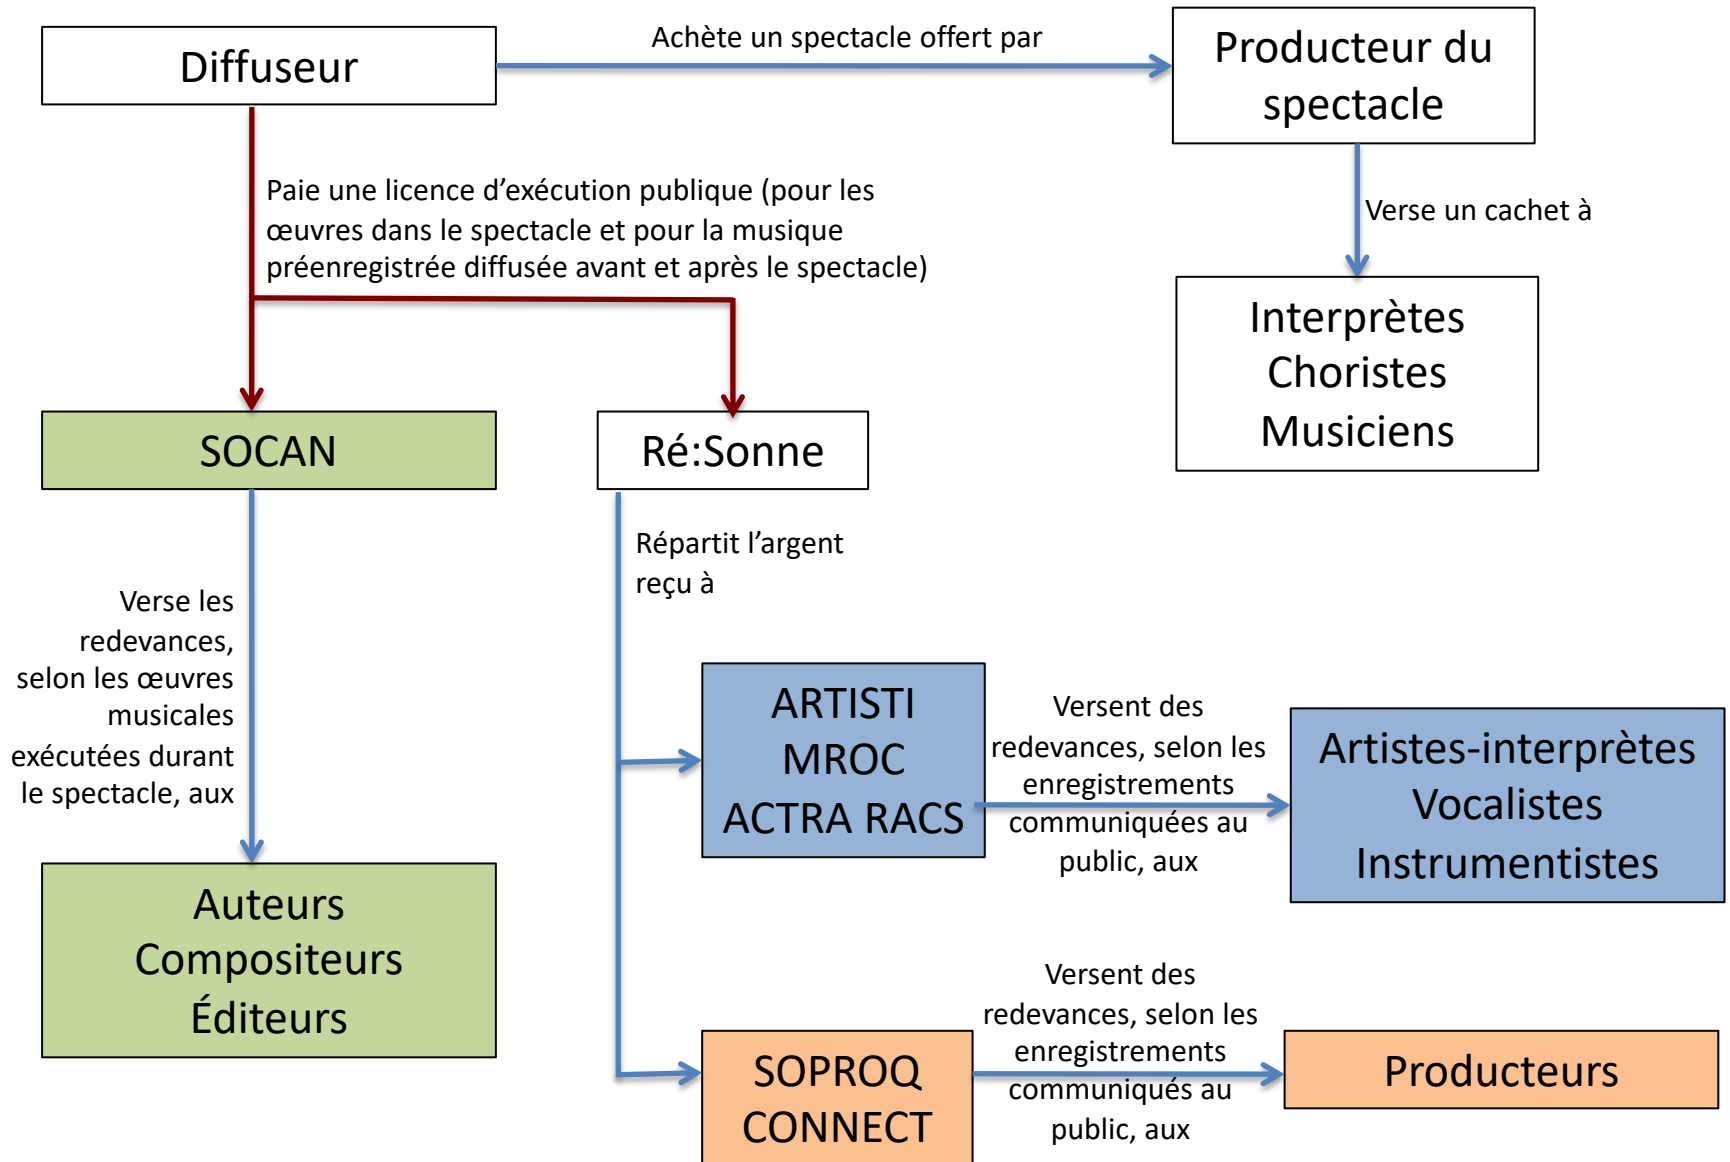 Diffuseur
Achète un spectacle offert par
Producteur du
spectacle
Paie une licence d’exécution publique (pour les
œuvres dans le spectacle et pour la musique
préenregistrée diffusée avant et après le spectacle)
Verse un cachet à
Interprètes
Choristes
Musiciens
SOCAN
Ré:Sonne
Verse les
redevances,
selon les œuvres
musicales
exécutées durant
le spectacle, aux
Répartit l’argent
reçu à
ARTISTI
MROC
ACTRA RACS
Versent des
redevances, selon les
enregistrements
communiquées au
public, aux
Artistes-interprètes
Vocalistes
Instrumentistes
Auteurs
Compositeurs
Éditeurs
SOPROQ
CONNECT
Versent des
redevances, selon les
enregistrements
communiqués au
public, aux
Producteurs